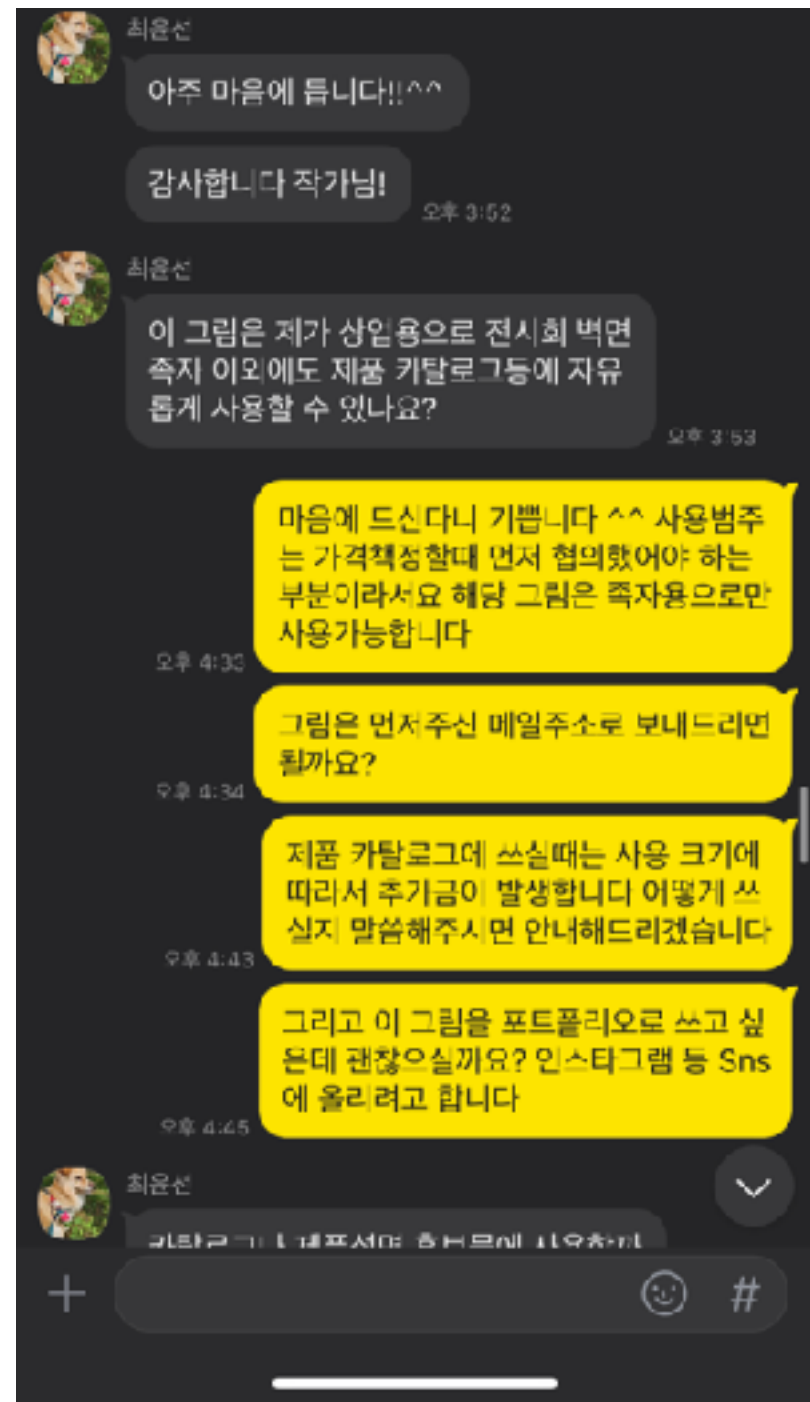 최윤선
아주 마음에 듭니다!!^^
감사합니다 작가님!
오후 3:52
최윤선
이 그림은 제가 상업용으로 전시회 벽면
족자 이외에도 제품 카탈로그등에 자유
롭게 사용할 수 있나요?
오후 3:53
마음에 드신다니 기쁩니다 ^^ 사용범주
는 가격책정할때 먼저 협의했어야 하는
부분이라서요 해당 그림은 족자용으로만
사용가능합니다
오후 4:33
그림은 먼저주신 메일주소로 보내드리면
될까요?
오후 4:34
제품 카탈로그에 쓰실때는 사용 크기에
따라서 추가금이 발생합니다 어떻게 쓰
실지 말씀해주시면 안내해드리겠습니다
오후 4:43
그리고 이 그림을 포트폴리오로 쓰고 싶
은데 괜찮으실까요? 인스타그램 등 Sns
에 올리려고 합니다
오후 4:45
최윤선
#